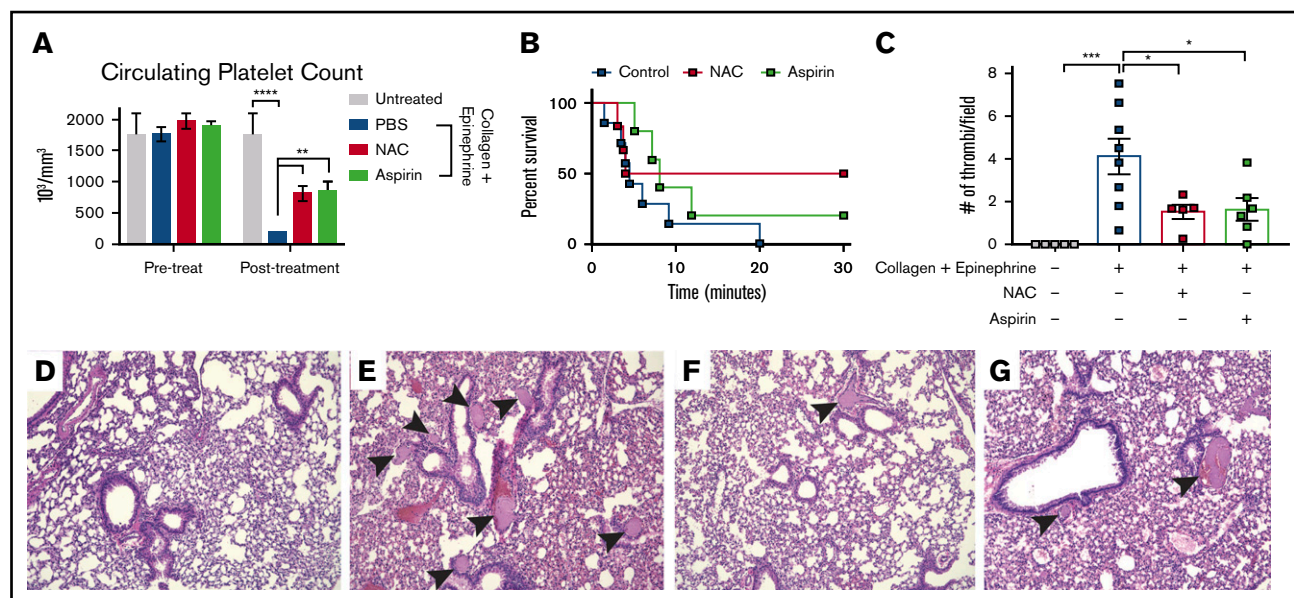 A
Circulating Platelet Count
10³/mm³
2000
1500
1000
500
0
Pre-treat
Post-treatment
****
**
Untreated
PBS
NAC
Aspirin
Collagen +
Epinephrine
B
Control
NAC
Aspirin
Percent survival
100
50
0
0
10
20
30
Time (minutes)
C
***
*
*
# of thrombi/field
8
6
4
2
0
Collagen + Epinephrine – + + +
NAC – – + –
Aspirin – – – +
D
E
F
G